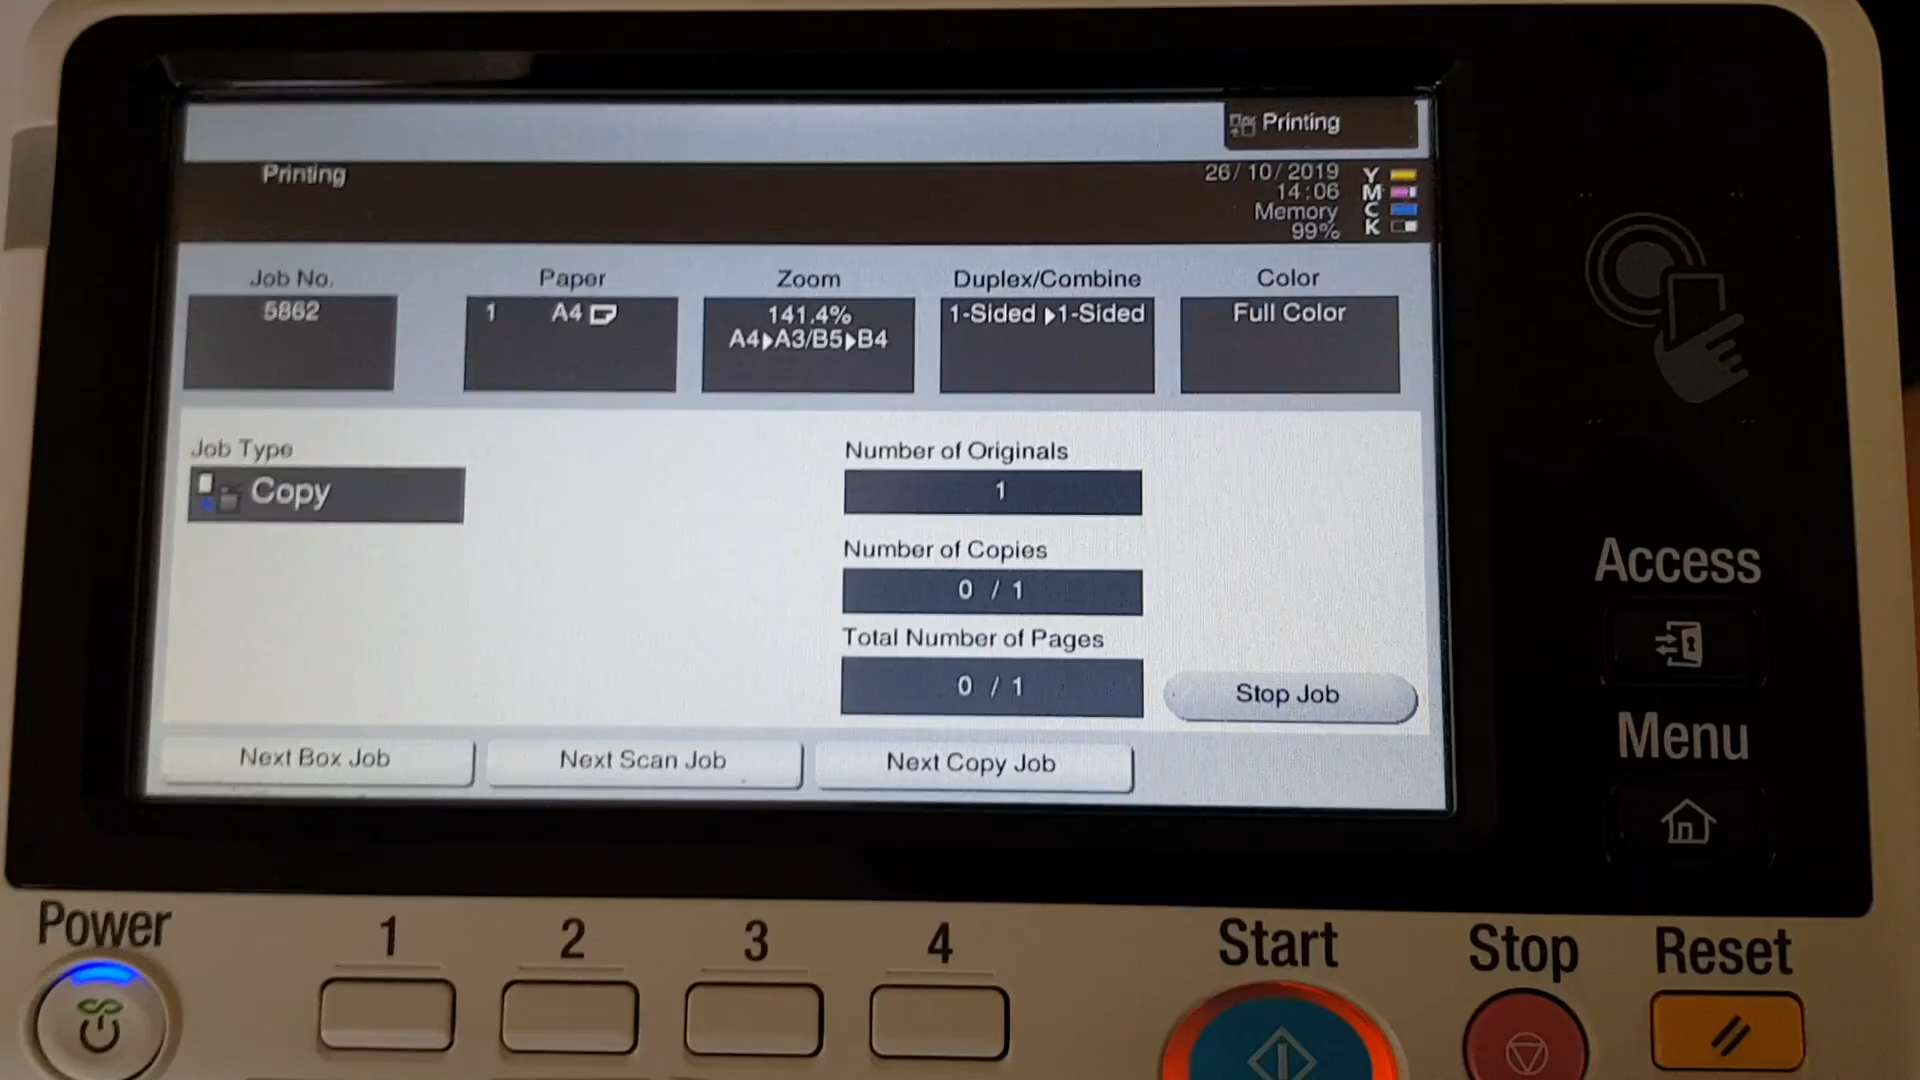 Printing
Printing
26/10/2019
14:06
Memory
99%
Y
M
C
K
Job No.
Paper
Zoom
Duplex/Combine
Color
5862
1 A4
141.4%
A4▶A3/B5▶B4
1-Sided ▶1-Sided
Full Color
Job Type
Copy
Number of Originals
1
Number of Copies
0 / 1
Total Number of Pages
0 / 1
Stop Job
Next Box Job
Next Scan Job
Next Copy Job
Access
Menu
Power
1
2
3
4
Start
Stop
Reset